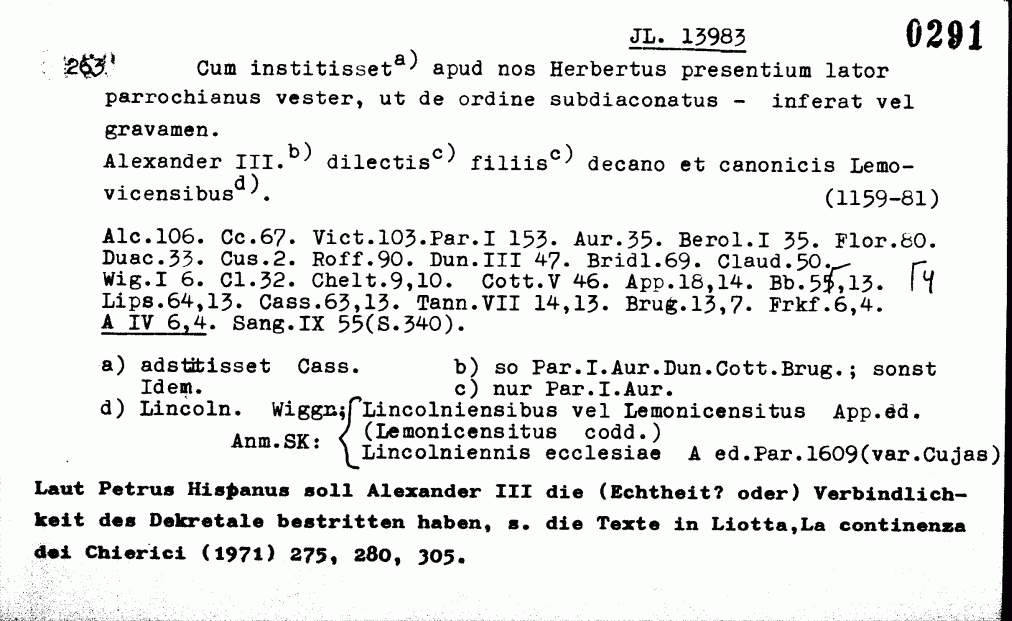 JL. 13983 0291
263 Cum institisset a) apud nos Herbertus presentium lator
parrochianus vester, ut de ordine subdiaconatus - inferat vel
gravamen.
Alexander III. b) dilectis c) filiis c) decano et canonicis Lemo-
vicensibus d). (1159-81)
Alc.106. Cc.67. Vict.103.Par.I 153. Aur.35. Berol.I 35. Flor.80.
Duac.33. Cus.2. Roff.90. Dun.III 47. Bridl.69. Claud.50.
Wig.I 6. Cl.32. Chelt.9,10. Cott.V 46. App.18,14. Bb.5 ,13. 4
Lips.64,13. Cass.63,13. Tann.VII 14,13. Brug.13,7. Frkf.6,4.
A IV 6,4. Sang.IX 55(S.340).
a) adstitisset Cass. b) so Par.I.Aur.Dun.Cott.Brug.; sonst
Idem. c) nur Par.I.Aur.
d) Lincoln. Wiggn; Lincolniensibus vel Lemonicensitus App.ed.
(Lemonicensitus codd.)
Anm.SK:
Lincolniennis ecclesiae A ed.Par.1609(var.Cujas)
Laut Petrus Hispanus soll Alexander III die (Echtheit? oder) Verbindlich-
keit des Dekretale bestritten haben, s. die Texte in Liotta,La continenza
dei Chierici (1971) 275, 280, 305.